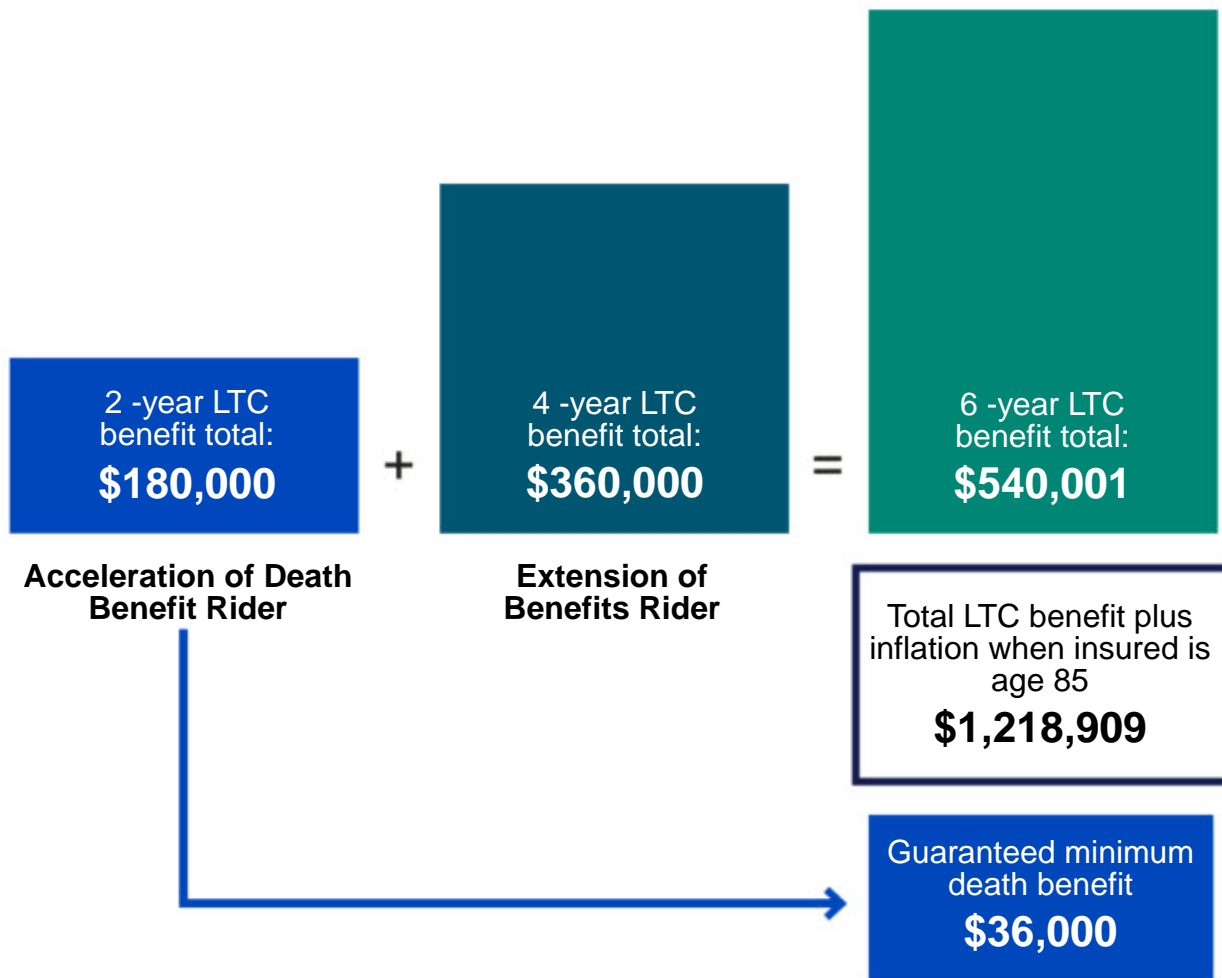 2 -year LTC
benefit total:
$180,000
+
4 -year LTC
benefit total:
$360,000
=
6 -year LTC
benefit total:
$540,001
Acceleration of Death
Benefit Rider
Extension of
Benefits Rider
Total LTC benefit plus
inflation when insured is
age 85
$1,218,909
Guaranteed minimum
death benefit
$36,000